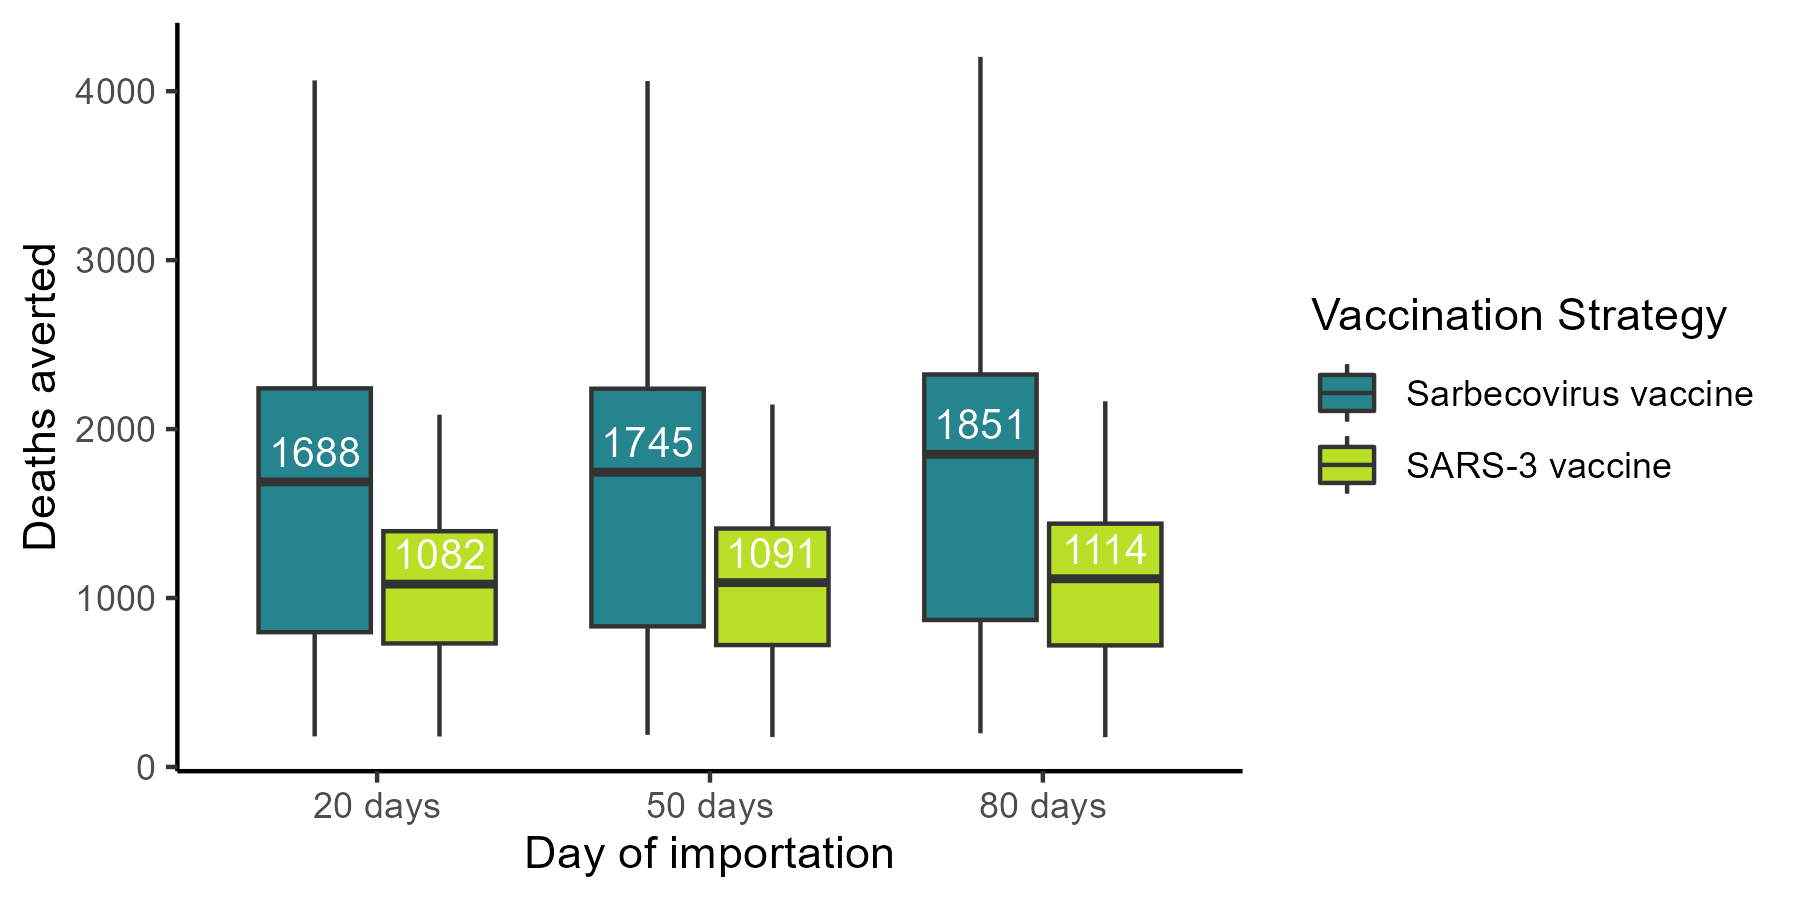 Deaths averted
4000
3000
2000
1000
0
1688
1082
1745
1091
1851
1114
20 days
50 days
80 days
Day of importation
Vaccination Strategy
Sarbecovirus vaccine
SARS-3 vaccine